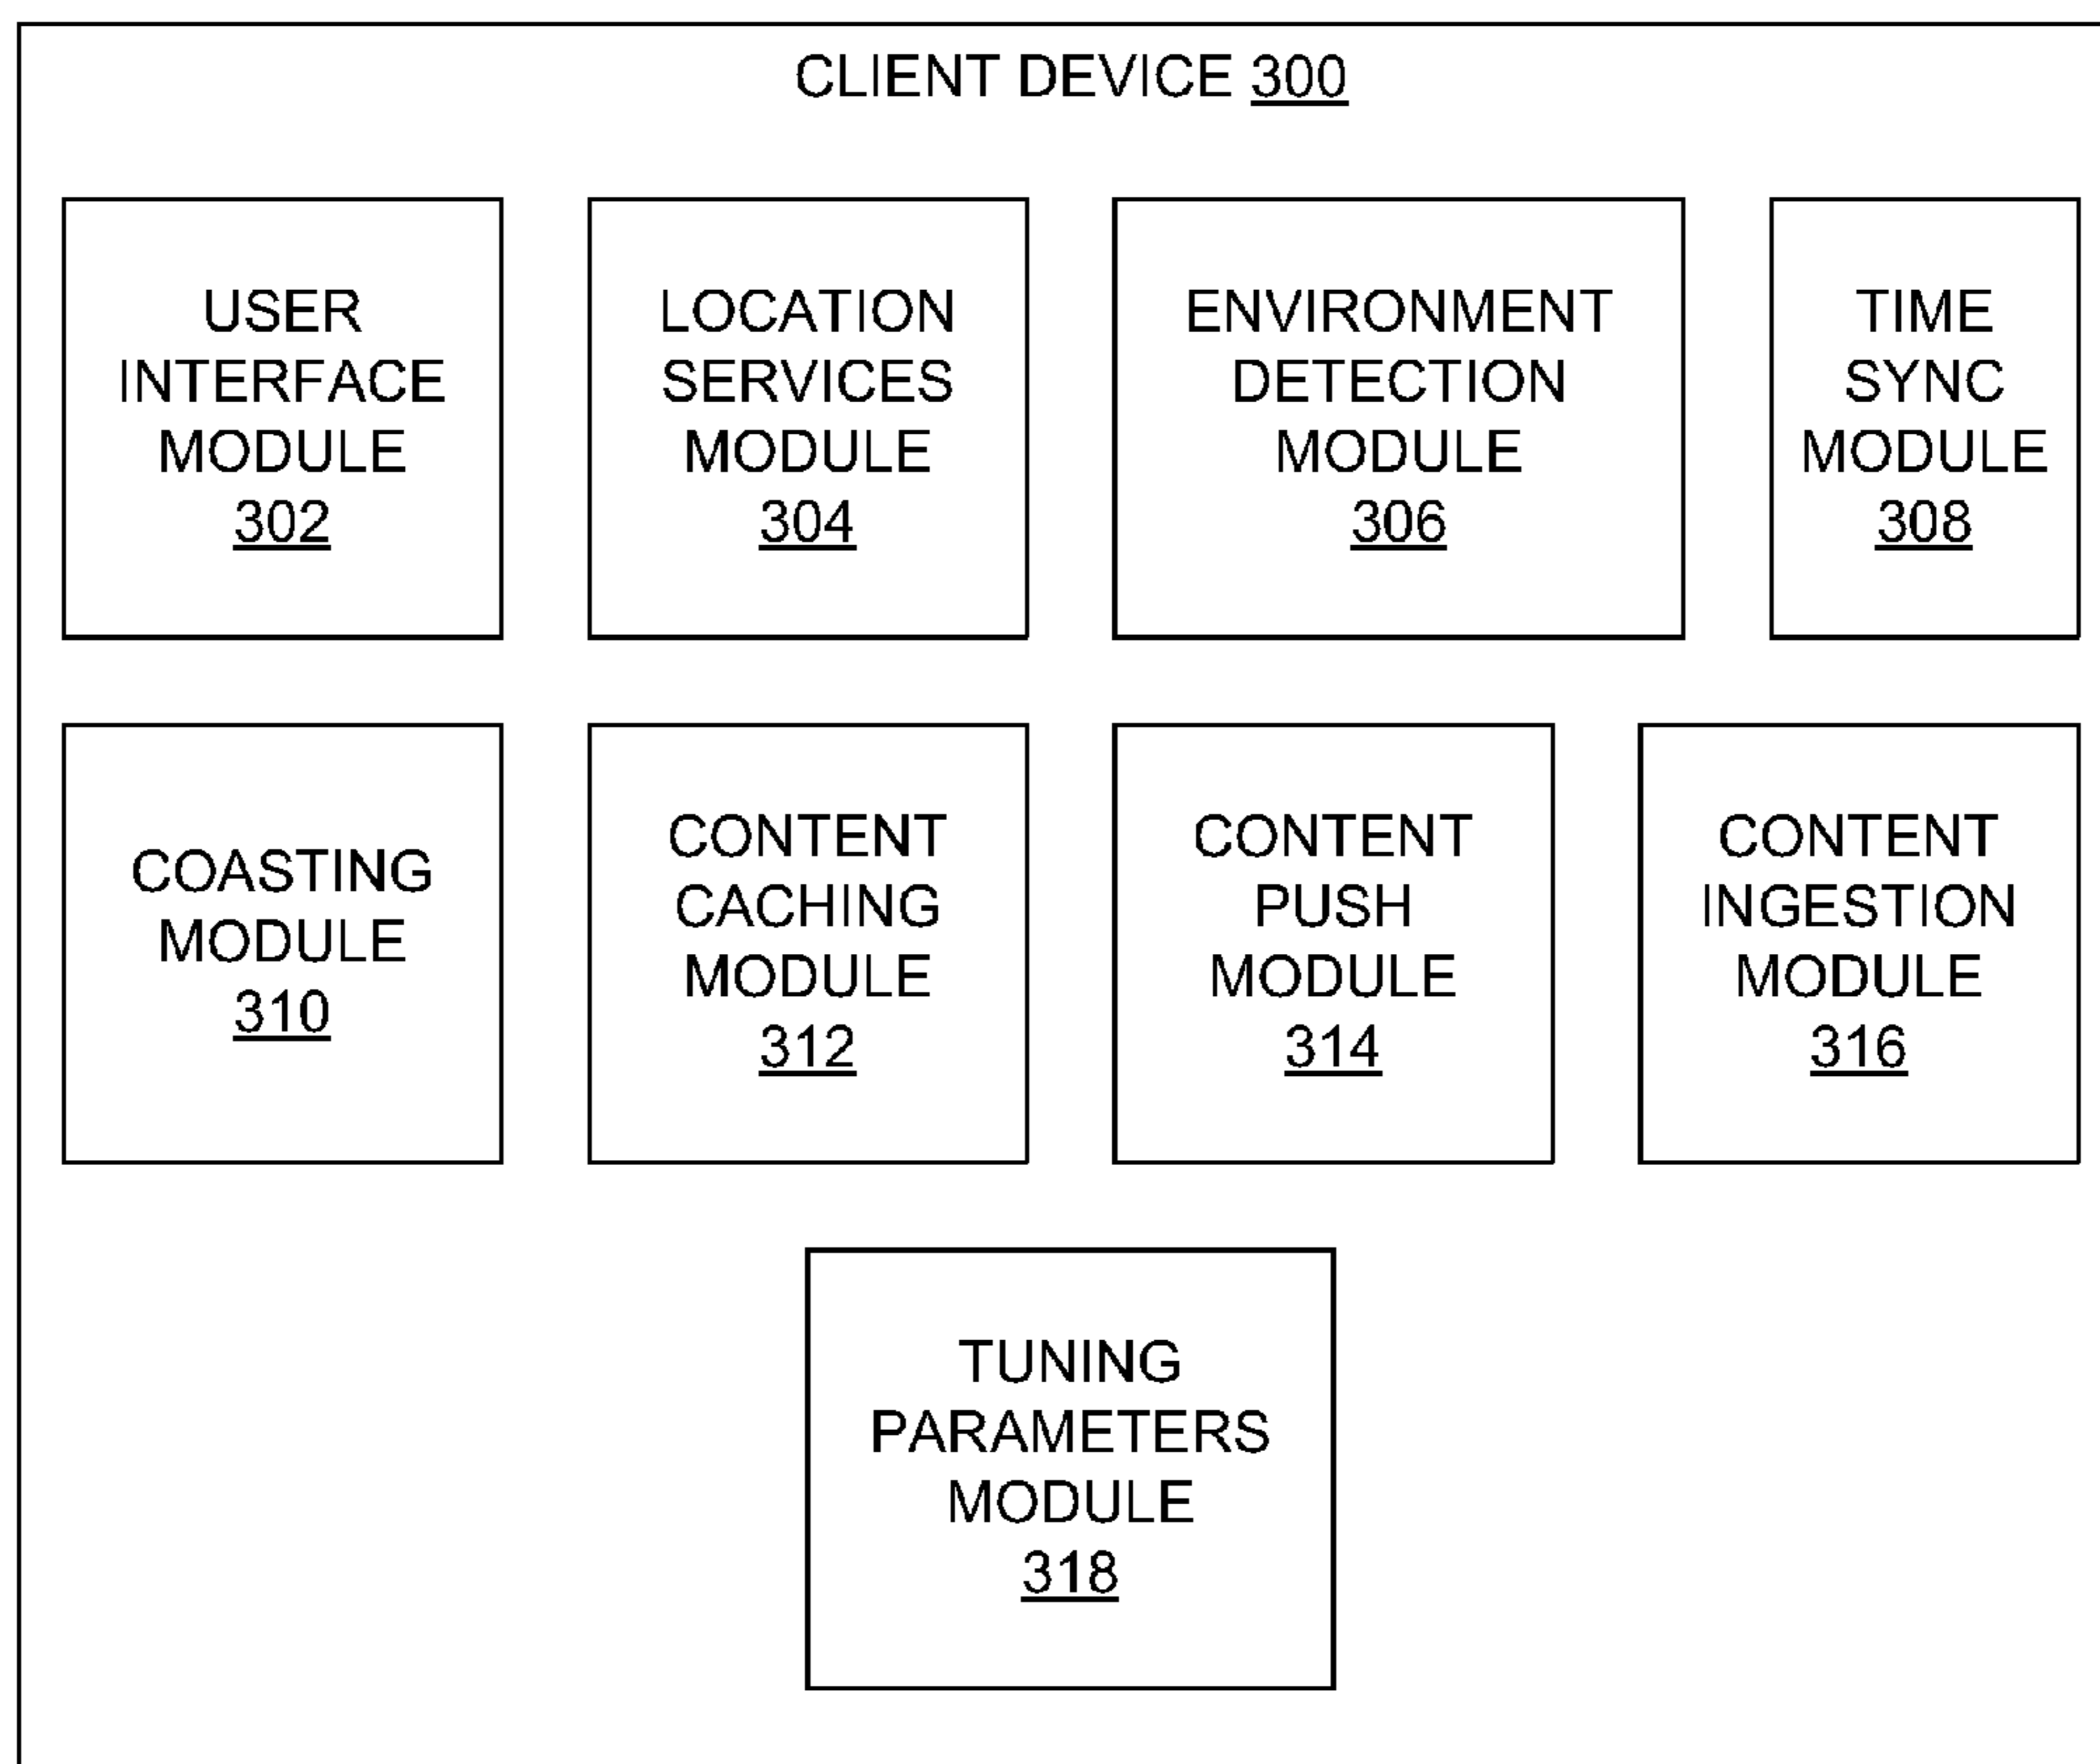 CLIENT DEVICE 300
USER
INTERFACE
MODULE
302
LOCATION
SERVICES
MODULE
304
ENVIRONMENT
DETECTION
MODULE
306
TIME
SYNC
MODULE
308
COASTING
MODULE
310
CONTENT
CACHING
MODULE
312
CONTENT
PUSH
MODULE
314
CONTENT
INGESTION
MODULE
316
TUNING
PARAMETERS
MODULE
318